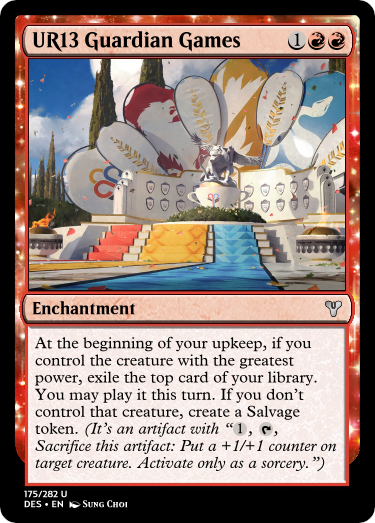 UR13 Guardian Games 1
Enchantment
At the beginning of your upkeep, if you
control the creature with the greatest
power, exile the top card of your library.
You may play it this turn. If you don't
control that creature, create a Salvage
token. (It's an artifact with “1, ,
Sacrifice this artifact: Put a +1/+1 counter on
target creature. Activate only as a sorcery.”)
175/282 U
DES • EN Sung Choi